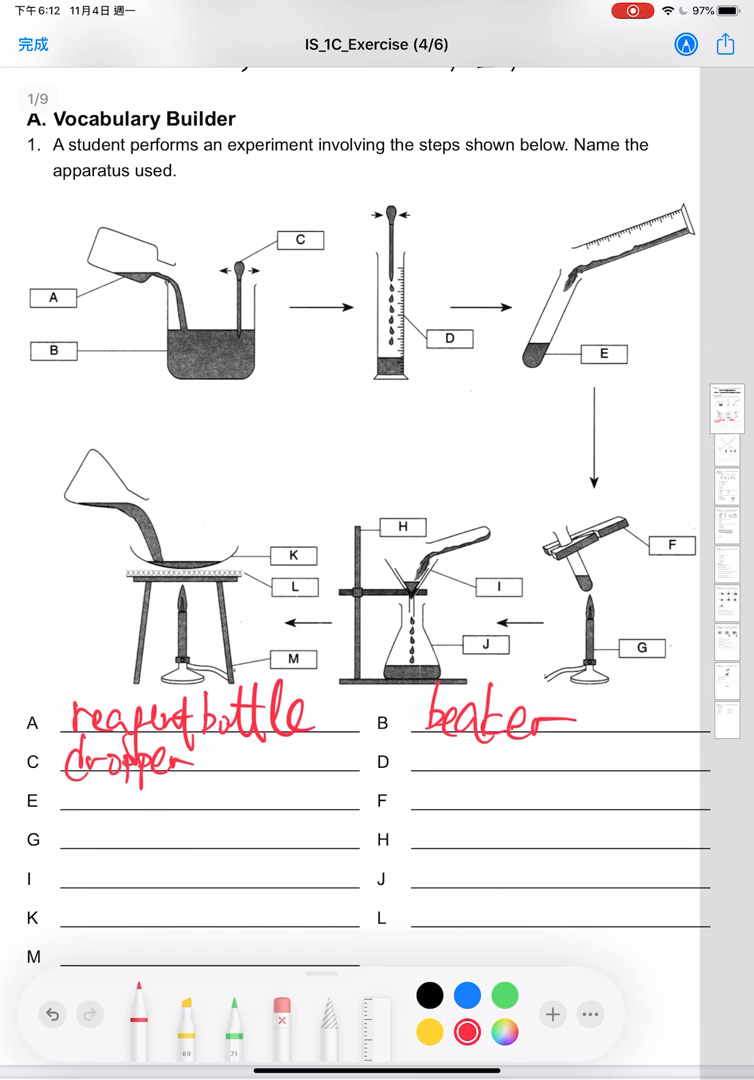 下午6:12 11月4日 週一
97%
完成
IS_1C_Exercise (4/6)
1/9
A. Vocabulary Builder
1. A student performs an experiment involving the steps shown below. Name the
apparatus used.
C
A
B
D
E
H
F
K
L
I
J
G
M
A reagent bottle B beaker
C dropper D
E F
G H
I J
K L
M
89
71